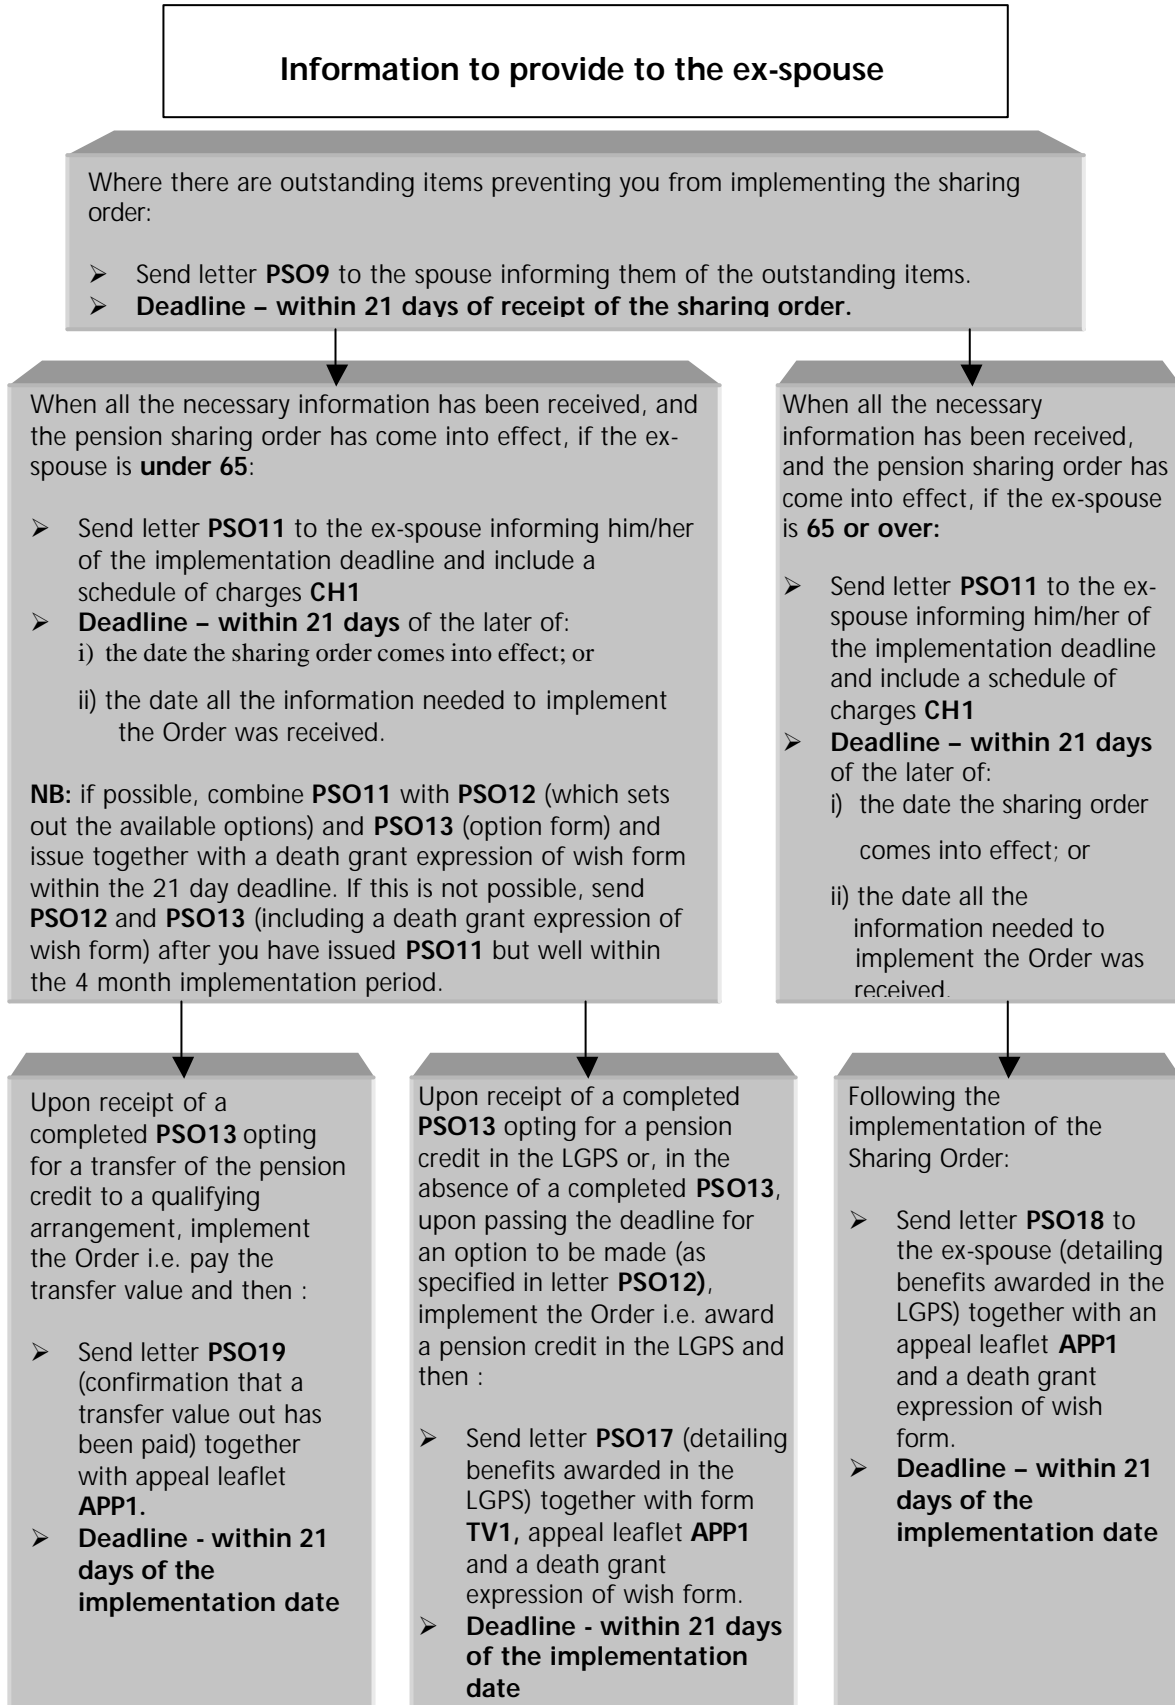 Information to provide to the ex-spouse
Where there are outstanding items preventing you from implementing the sharing
order:
➢ Send letter PSO9 to the spouse informing them of the outstanding items.
➢ Deadline – within 21 days of receipt of the sharing order.
When all the necessary information has been received, and
the pension sharing order has come into effect, if the ex-
spouse is under 65:
➢ Send letter PSO11 to the ex-spouse informing him/her
of the implementation deadline and include a
schedule of charges CH1
➢ Deadline – within 21 days of the later of:
i) the date the sharing order comes into effect; or
ii) the date all the information needed to implement
the Order was received.
NB: if possible, combine PSO11 with PSO12 (which sets
out the available options) and PSO13 (option form) and
issue together with a death grant expression of wish form
within the 21 day deadline. If this is not possible, send
PSO12 and PSO13 (including a death grant expression of
wish form) after you have issued PSO11 but well within
the 4 month implementation period.
When all the necessary
information has been received,
and the pension sharing order has
come into effect, if the ex-spouse
is 65 or over:
➢ Send letter PSO11 to the ex-
spouse informing him/her of
the implementation deadline
and include a schedule of
charges CH1
➢ Deadline – within 21 days
of the later of:
i) the date the sharing order
comes into effect; or
ii) the date all the
information needed to
implement the Order was
received.
Upon receipt of a
completed PSO13 opting
for a transfer of the pension
credit to a qualifying
arrangement, implement
the Order i.e. pay the
transfer value and then :
➢ Send letter PSO19
(confirmation that a
transfer value out has
been paid) together
with appeal leaflet
APP1.
➢ Deadline - within 21
days of the
implementation date
Upon receipt of a completed
PSO13 opting for a pension
credit in the LGPS or, in the
absence of a completed PSO13,
upon passing the deadline for
an option to be made (as
specified in letter PSO12),
implement the Order i.e. award
a pension credit in the LGPS and
then :
➢ Send letter PSO17 (detailing
benefits awarded in the
LGPS) together with form
TV1, appeal leaflet APP1
and a death grant
expression of wish form.
➢ Deadline - within 21 days
of the implementation
date
Following the
implementation of the
Sharing Order:
➢ Send letter PSO18 to
the ex-spouse (detailing
benefits awarded in the
LGPS) together with an
appeal leaflet APP1
and a death grant
expression of wish
form.
➢ Deadline – within 21
days of the
implementation date